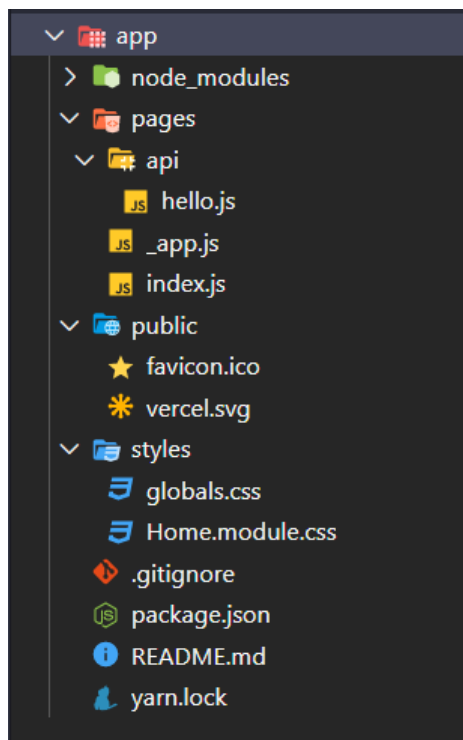 app
node_modules
pages
api
hello.js
_app.js
index.js
public
favicon.ico
vercel.svg
styles
globals.css
Home.module.css
.gitignore
package.json
README.md
yarn.lock